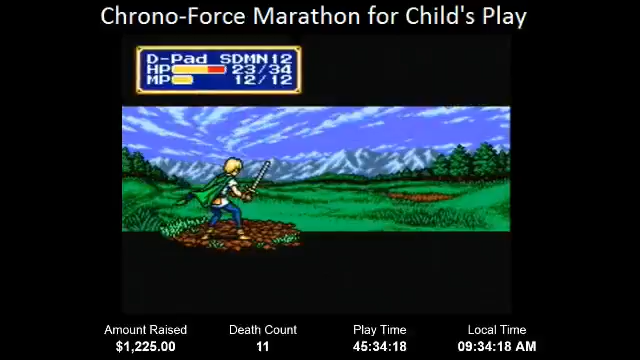 Chrono-Force Marathon for Child's Play
D-Pad SDMN12
HP 23/34
MP 12/12
Amount Raised Death Count Play Time Local Time
$1,225.00 11 45:34:18 09:34:18 AM